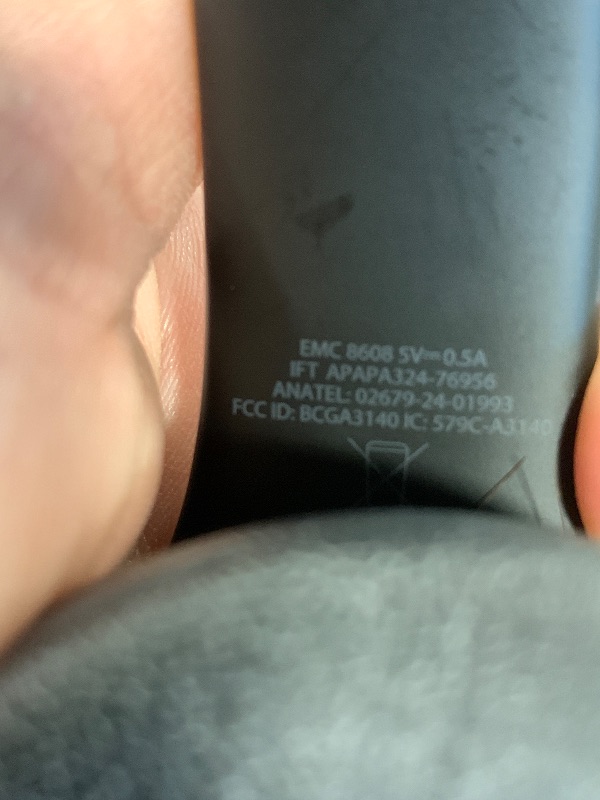 EMC 8608 5V⎓0.5A
IFT APAPA324-76956
ANATEL: 02679-24-01993
FCC ID: BCGA3140 IC: 579C-A3140